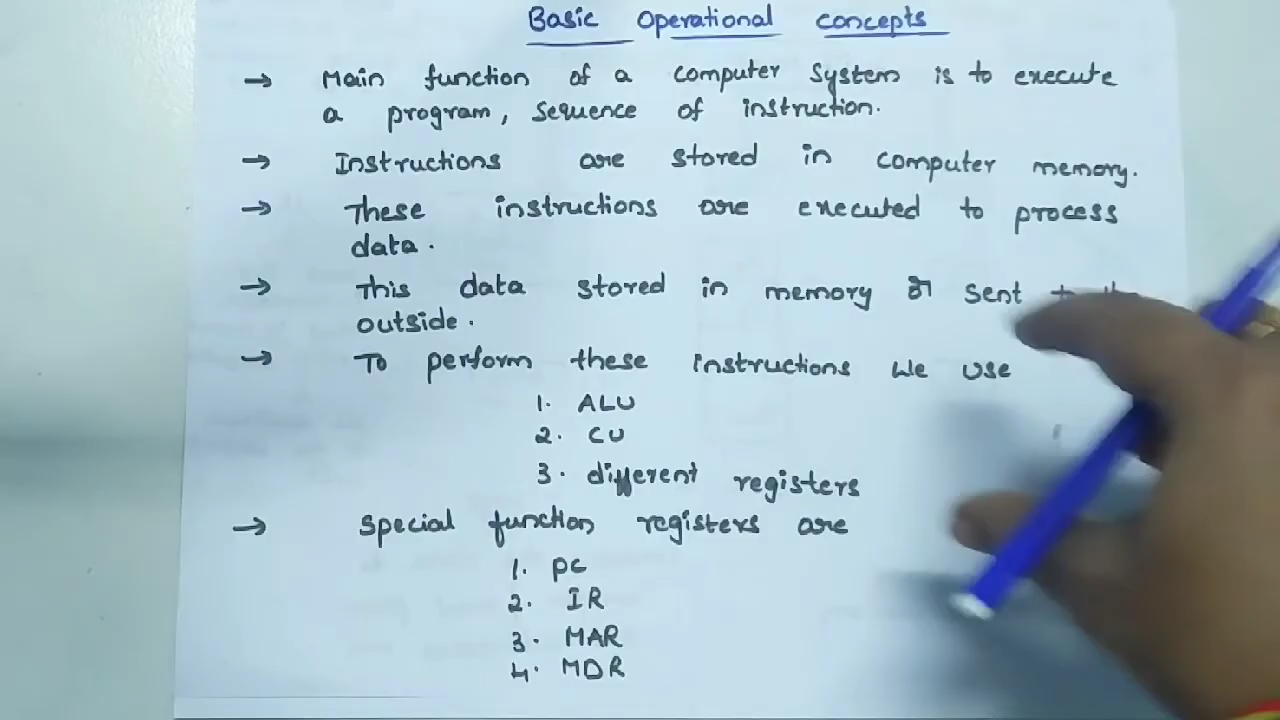 Basic Operational concepts
→ Main function of a computer system is to execute
a program, sequence of instruction.
→ Instructions are stored in computer memory.
→ These instructions are executed to process
data.
→ This data stored in memory or sent to
outside.
→ To perform these instructions we use
1. ALU
2. CU
3. different registers
→ Special function registers are
1. PC
2. IR
3. MAR
4. MDR